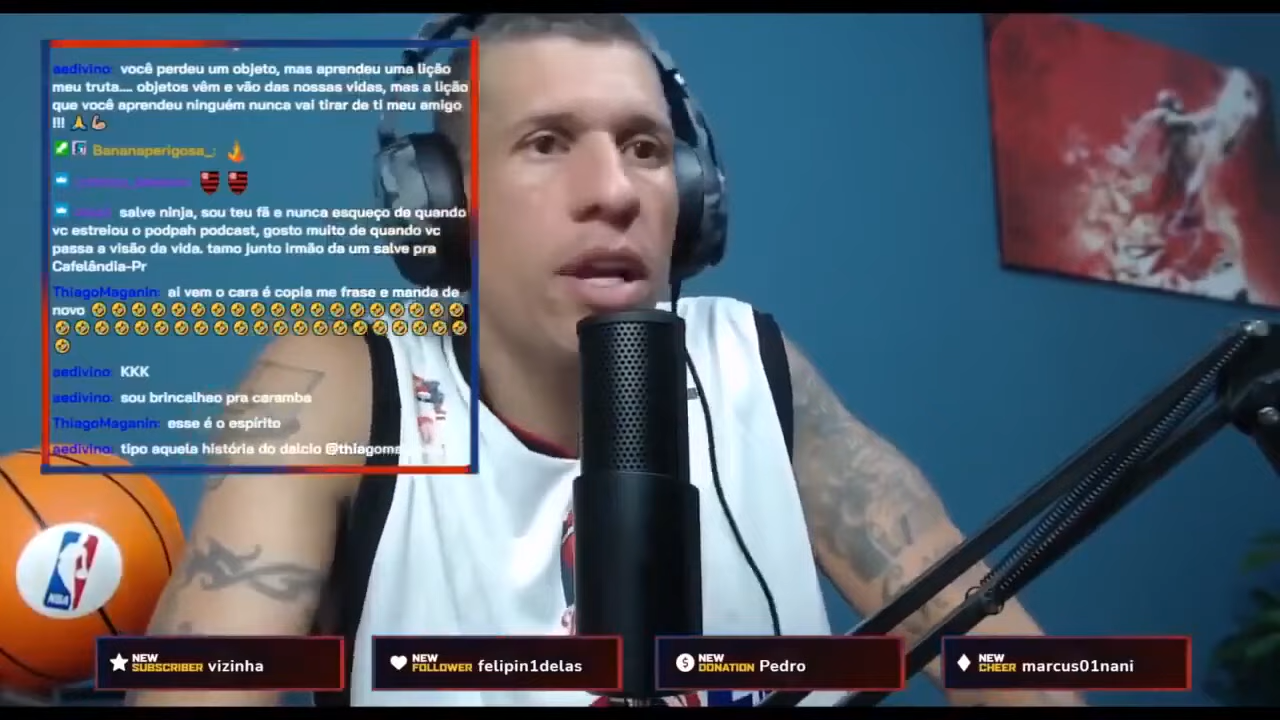 aedivino: você perdeu um objeto, mas aprendeu uma lição
meu truta.... objetos vêm e vão das nossas vidas, mas a lição
que você aprendeu ninguém nunca vai tirar de ti meu amigo
!!! 🙏💪
Bananaperigosa_: 🔥
salve ninja, sou teu fã e nunca esqueço de quando
vc estreiou o podpah podcast, gosto muito de quando vc
passa a visão da vida. tamo junto irmão da um salve pra
Cafelândia-Pr
ThiagoMaganin: ai vem o cara é copia me frase e manda de
novo 🤣🤣🤣🤣🤣🤣🤣🤣🤣🤣🤣🤣🤣🤣🤣🤣🤣🤣🤣
🤣🤣🤣🤣🤣🤣🤣🤣🤣🤣🤣🤣🤣🤣🤣🤣🤣🤣🤣🤣🤣
🤣
aedivino: KKK
aedivino: sou brincalhao pra caramba
ThiagoMaganin: esse é o espírito
aedivino: tipo aquela história do dalcio @thiagoma
NBA
NEW SUBSCRIBER vizinha
NEW FOLLOWER felipin1delas
NEW DONATION Pedro
NEW CHEER marcus01nani